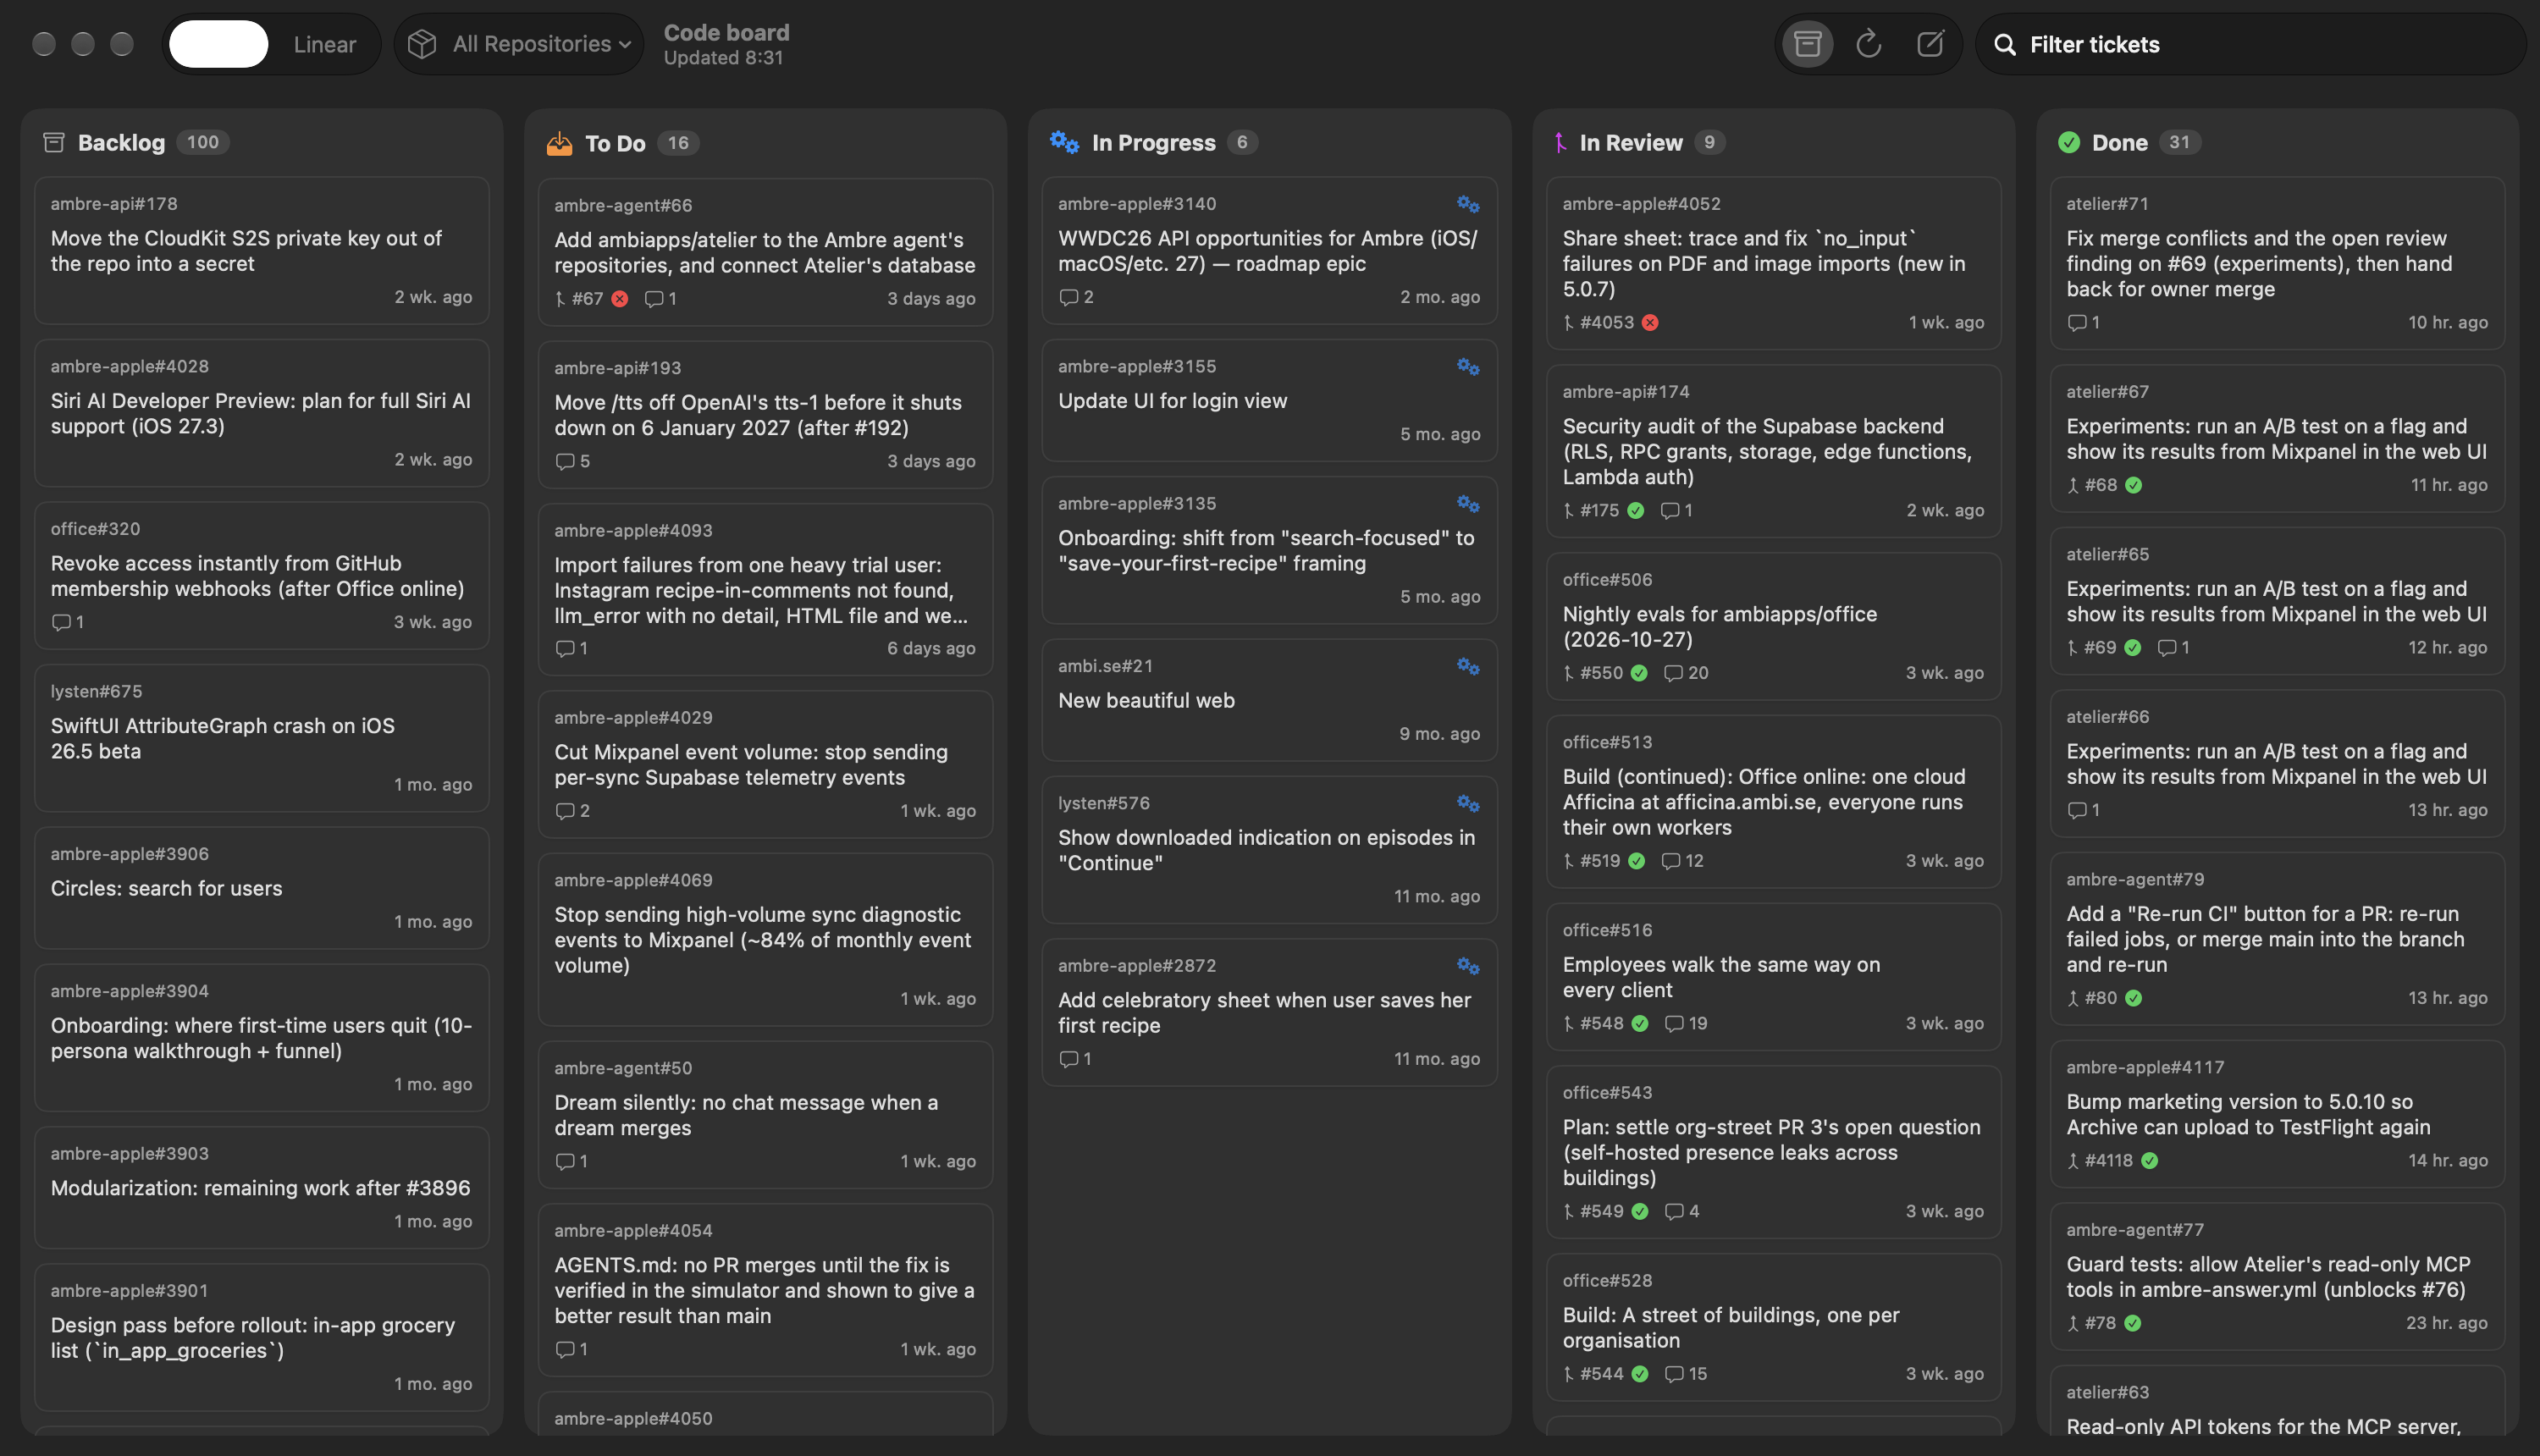 Linear
All Repositories
Code board
Updated 8:31
Filter tickets
Backlog 100
ambre-api#178
Move the CloudKit S2S private key out of
the repo into a secret
2 wk. ago
ambre-apple#4028
Siri AI Developer Preview: plan for full Siri AI
support (iOS 27.3)
2 wk. ago
office#320
Revoke access instantly from GitHub
membership webhooks (after Office online)
1 3 wk. ago
lysten#675
SwiftUI AttributeGraph crash on iOS
26.5 beta
1 mo. ago
ambre-apple#3906
Circles: search for users
1 mo. ago
ambre-apple#3904
Onboarding: where first-time users quit (10-
persona walkthrough + funnel)
1 mo. ago
ambre-apple#3903
Modularization: remaining work after #3896
1 mo. ago
ambre-apple#3901
Design pass before rollout: in-app grocery
list (`in_app_groceries`)
1 mo. ago
To Do 16
ambre-agent#66
Add ambiapps/atelier to the Ambre agent's
repositories, and connect Atelier's database
#67 1 3 days ago
ambre-api#193
Move /tts off OpenAI's tts-1 before it shuts
down on 6 January 2027 (after #192)
5 3 days ago
ambre-apple#4093
Import failures from one heavy trial user:
Instagram recipe-in-comments not found,
llm_error with no detail, HTML file and we...
1 6 days ago
ambre-apple#4029
Cut Mixpanel event volume: stop sending
per-sync Supabase telemetry events
2 1 wk. ago
ambre-apple#4069
Stop sending high-volume sync diagnostic
events to Mixpanel (~84% of monthly event
volume)
1 wk. ago
ambre-agent#50
Dream silently: no chat message when a
dream merges
1 1 wk. ago
ambre-apple#4054
AGENTS.md: no PR merges until the fix is
verified in the simulator and shown to give a
better result than main
1 1 wk. ago
ambre-apple#4050
In Progress 6
ambre-apple#3140
WWDC26 API opportunities for Ambre (iOS/
macOS/etc. 27) — roadmap epic
2 2 mo. ago
ambre-apple#3155
Update UI for login view
5 mo. ago
ambre-apple#3135
Onboarding: shift from "search-focused" to
"save-your-first-recipe" framing
5 mo. ago
ambi.se#21
New beautiful web
9 mo. ago
lysten#576
Show downloaded indication on episodes in
"Continue"
11 mo. ago
ambre-apple#2872
Add celebratory sheet when user saves her
first recipe
1 11 mo. ago
In Review 9
ambre-apple#4052
Share sheet: trace and fix `no_input`
failures on PDF and image imports (new in
5.0.7)
#4053 1 wk. ago
ambre-api#174
Security audit of the Supabase backend
(RLS, RPC grants, storage, edge functions,
Lambda auth)
#175 1 2 wk. ago
office#506
Nightly evals for ambiapps/office
(2026-10-27)
#550 20 3 wk. ago
office#513
Build (continued): Office online: one cloud
Afficina at afficina.ambi.se, everyone runs
their own workers
#519 12 3 wk. ago
office#516
Employees walk the same way on
every client
#548 19 3 wk. ago
office#543
Plan: settle org-street PR 3's open question
(self-hosted presence leaks across
buildings)
#549 4 3 wk. ago
office#528
Build: A street of buildings, one per
organisation
#544 15 3 wk. ago
Done 31
atelier#71
Fix merge conflicts and the open review
finding on #69 (experiments), then hand
back for owner merge
1 10 hr. ago
atelier#67
Experiments: run an A/B test on a flag and
show its results from Mixpanel in the web UI
#68 11 hr. ago
atelier#65
Experiments: run an A/B test on a flag and
show its results from Mixpanel in the web UI
#69 1 12 hr. ago
atelier#66
Experiments: run an A/B test on a flag and
show its results from Mixpanel in the web UI
1 13 hr. ago
ambre-agent#79
Add a "Re-run CI" button for a PR: re-run
failed jobs, or merge main into the branch
and re-run
#80 13 hr. ago
ambre-apple#4117
Bump marketing version to 5.0.10 so
Archive can upload to TestFlight again
#4118 14 hr. ago
ambre-agent#77
Guard tests: allow Atelier's read-only MCP
tools in ambre-answer.yml (unblocks #76)
#78 23 hr. ago
atelier#63
Read-only API tokens for the MCP server,